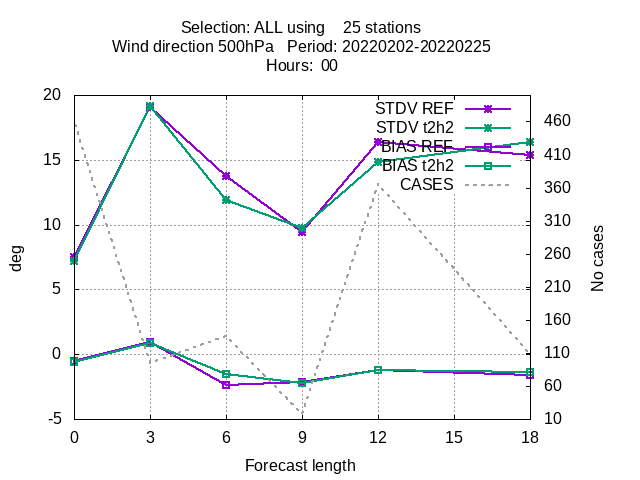 Selection: ALL using    25 stations
Wind direction 500hPa   Period: 20220202-20220225
Hours:  00
STDV REF
STDV t2h2
BIAS REF
BIAS t2h2
CASES
20
15
10
5
0
-5
460
410
360
310
260
210
160
110
60
10
0 3 6 9 12 15 18
deg
No cases
Forecast length